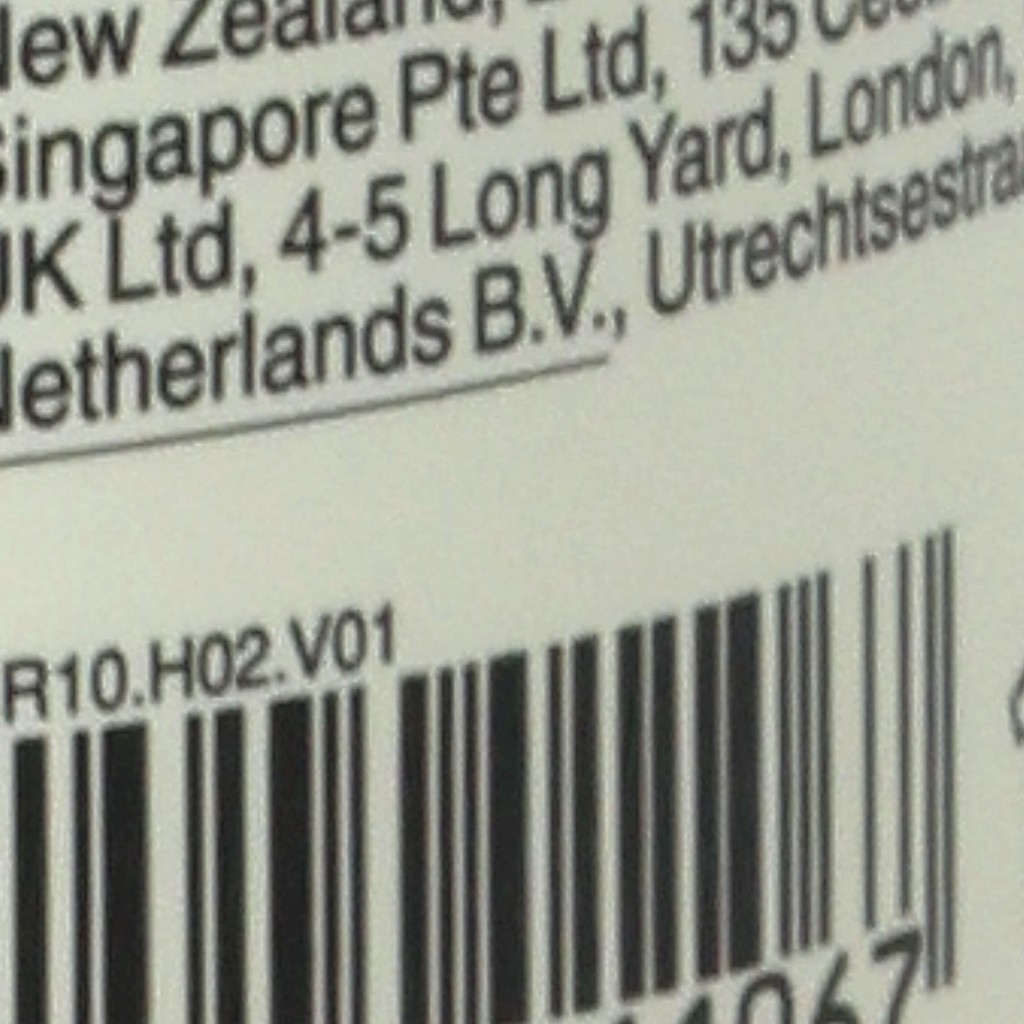 New Zealand,
Singapore Pte Ltd, 135
UK Ltd, 4-5 Long Yard, London,
Netherlands B.V., Utrechtsestra
R10.H02.V01